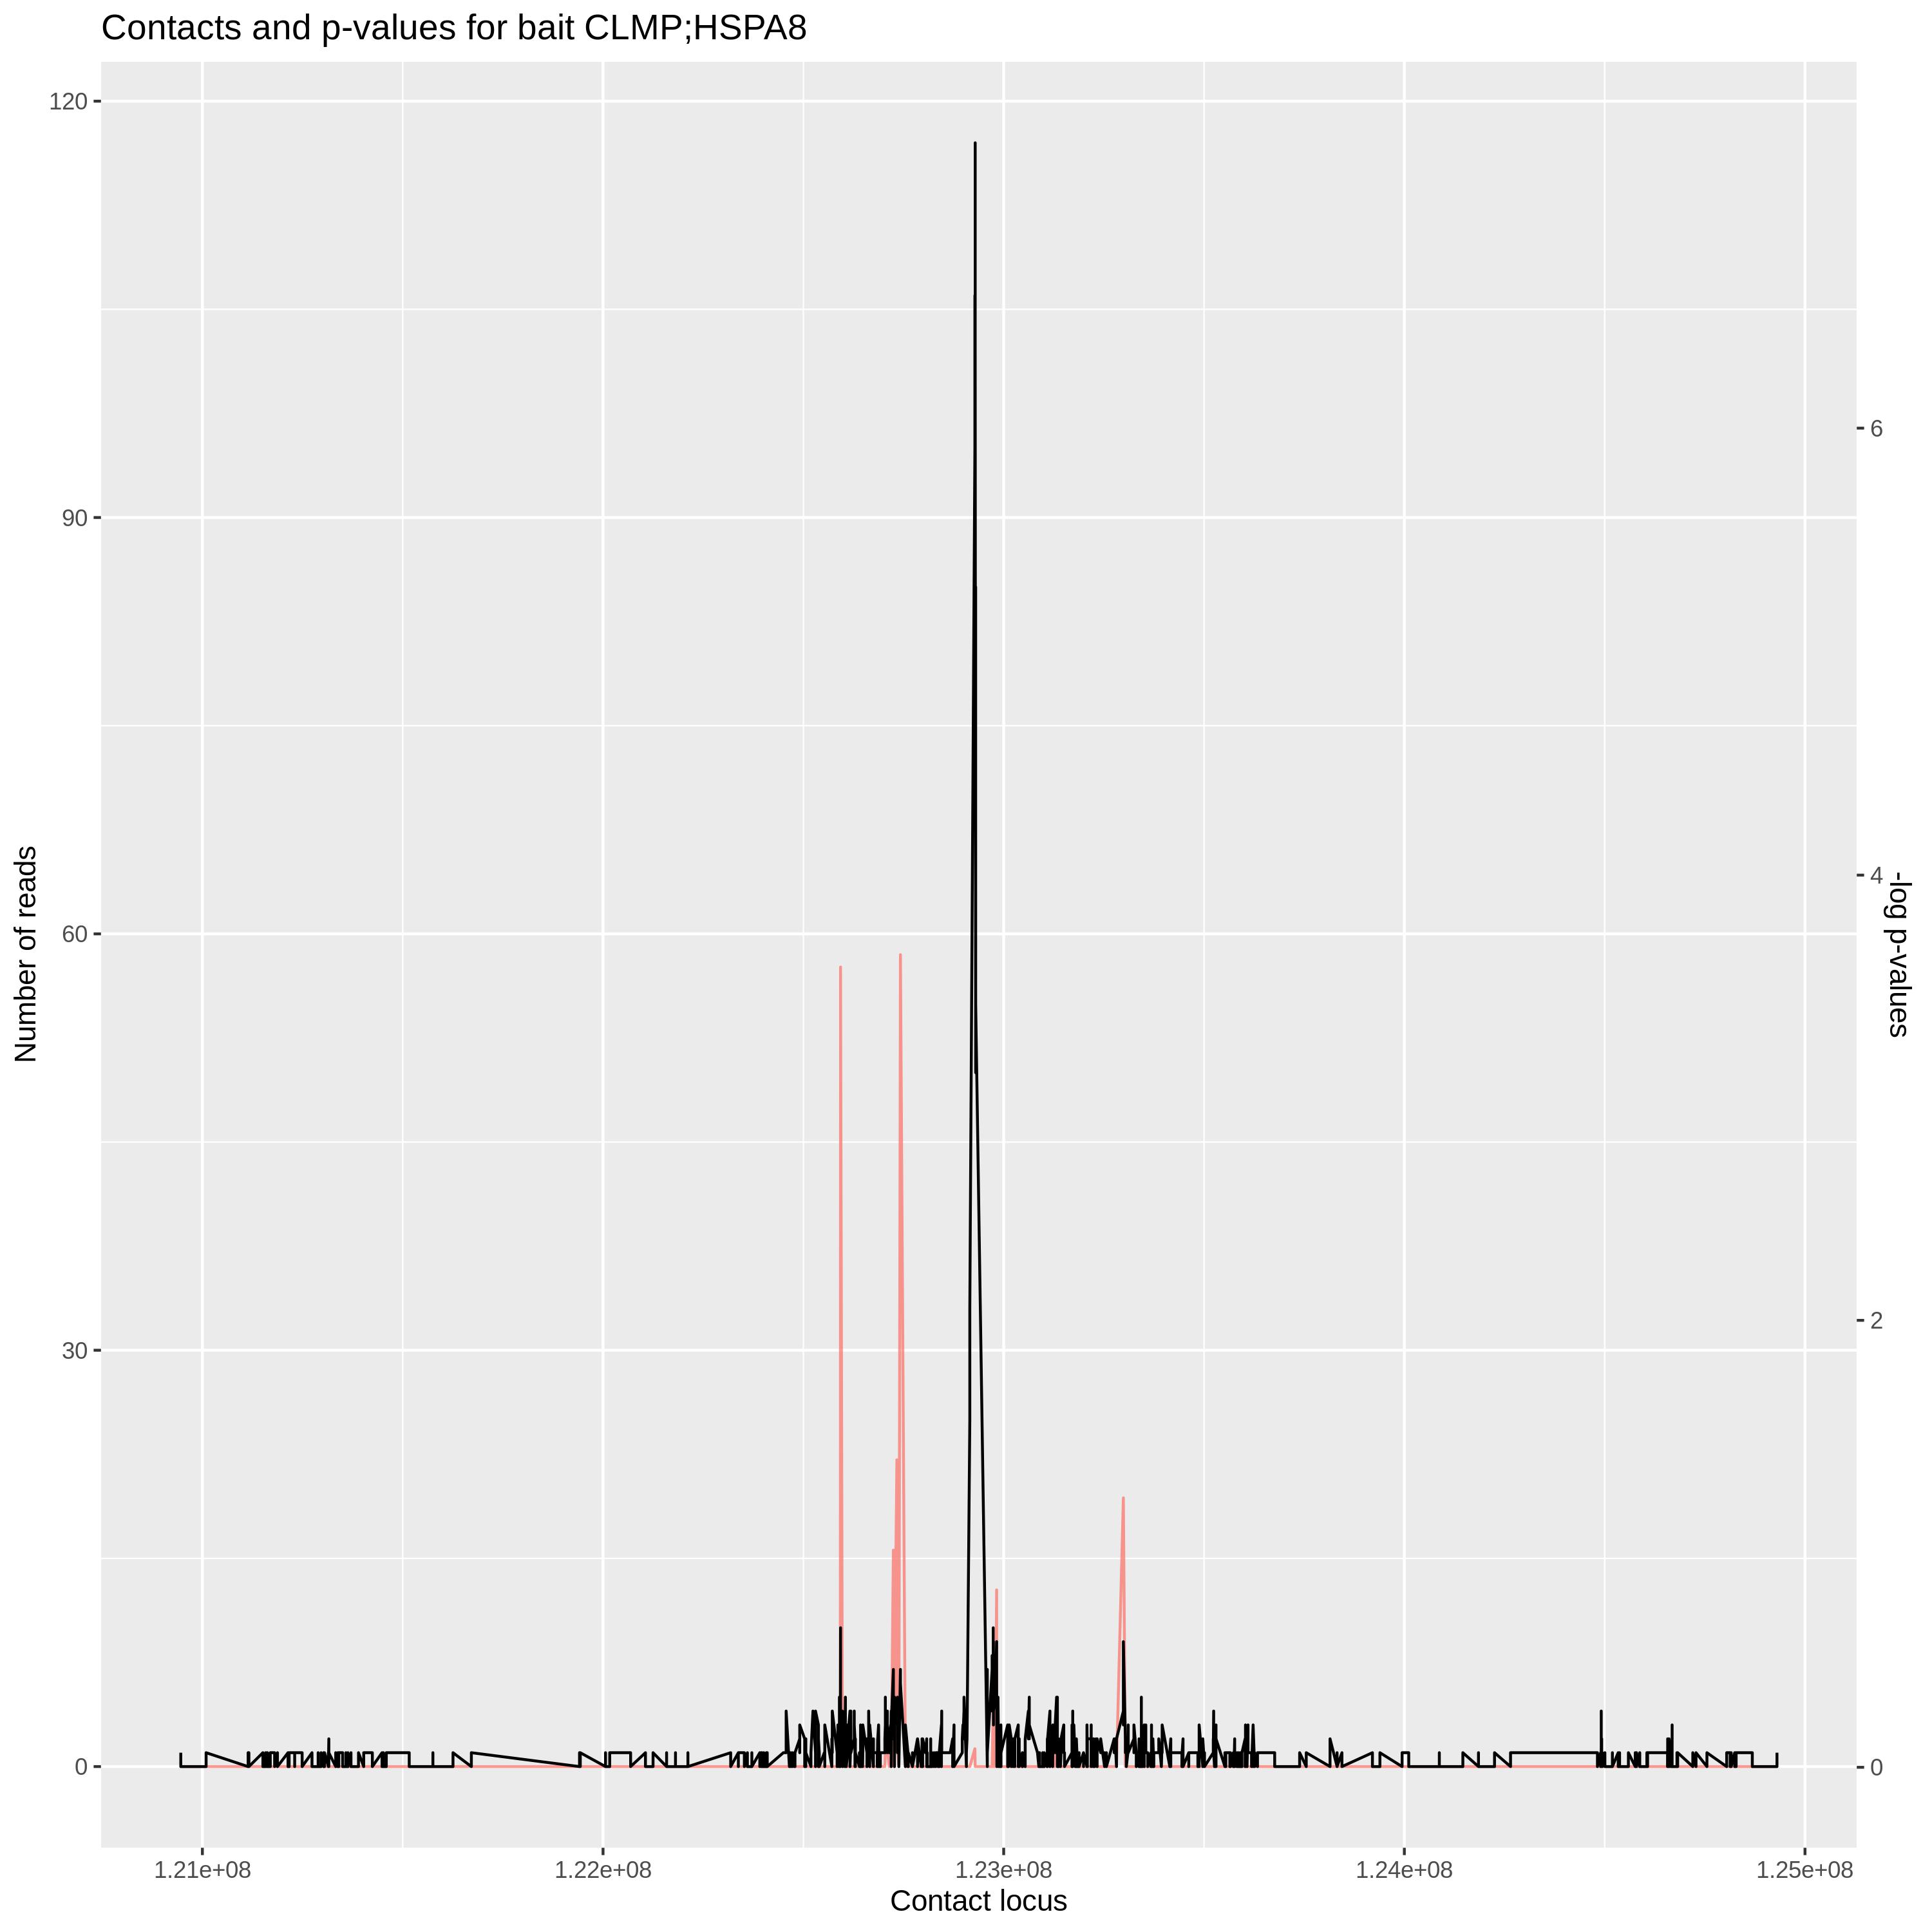 Contacts and p-values for bait CLMP;HSPA8
120
90
60
30
0
Number of reads
6
4
2
0
-log p-values
1.21e+08
1.22e+08
1.23e+08
1.24e+08
1.25e+08
Contact locus